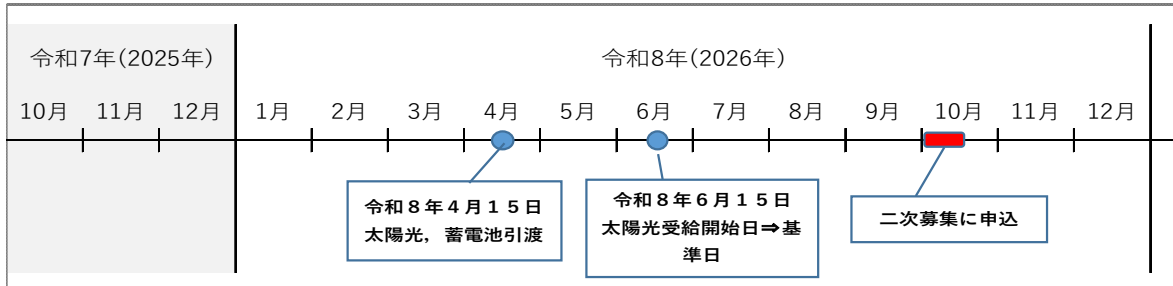 令和7年(2025年)
令和8年(2026年)
10月 11月 12月 1月 2月 3月 4月 5月 6月 7月 8月 9月 10月 11月 12月
令和８年４月１５日
太陽光，蓄電池引渡
令和８年６月１５日
太陽光受給開始日⇒基
準日
二次募集に申込